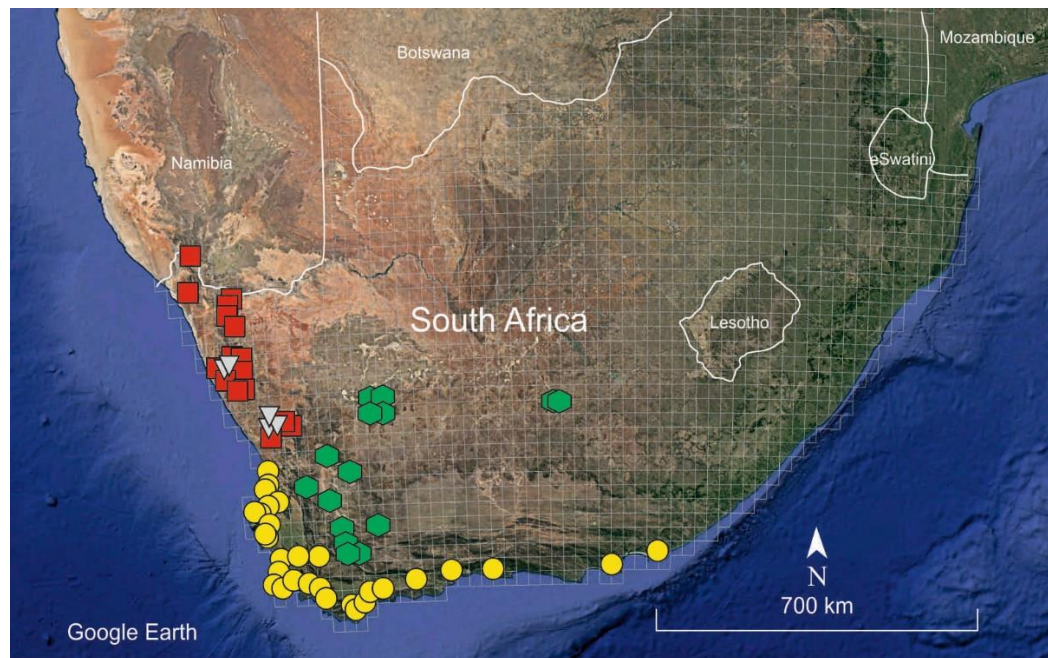 Botswana
Mozambique
Namibia
eSwatini
South Africa
Lesotho
N
700 km
Google Earth